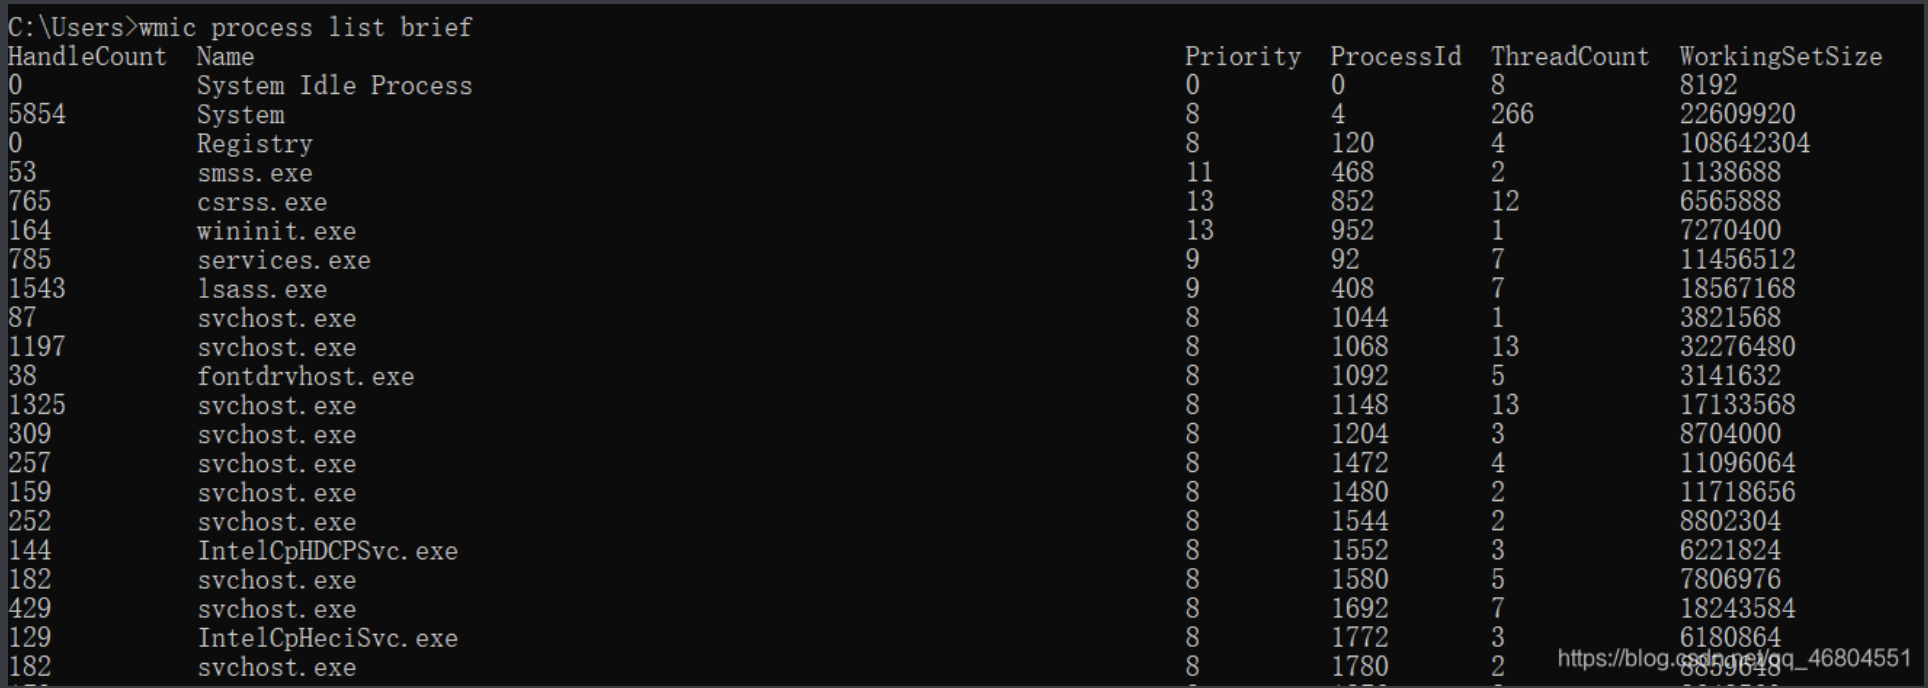 C:\Users>wmic process list brief
HandleCount  Name  Priority  ProcessId  ThreadCount  WorkingSetSize
0  System Idle Process  0  0  8  8192
5854  System  8  4  266  22609920
0  Registry  8  120  4  108642304
53  smss.exe  11  468  2  1138688
765  csrss.exe  13  852  12  6565888
164  wininit.exe  13  952  1  7270400
785  services.exe  9  92  7  11456512
1543  lsass.exe  9  408  7  18567168
87  svchost.exe  8  1044  1  3821568
1197  svchost.exe  8  1068  13  32276480
38  fontdrvhost.exe  8  1092  5  3141632
1325  svchost.exe  8  1148  13  17133568
309  svchost.exe  8  1204  3  8704000
257  svchost.exe  8  1472  4  11096064
159  svchost.exe  8  1480  2  11718656
252  svchost.exe  8  1544  2  8802304
144  IntelCpHDCPSvc.exe  8  1552  3  6221824
182  svchost.exe  8  1580  5  7806976
429  svchost.exe  8  1692  7  18243584
129  IntelCpHeciSvc.exe  8  1772  3  6180864
182  svchost.exe  8  1780  2  8859648
https://blog.csdn.net/qq_46804551